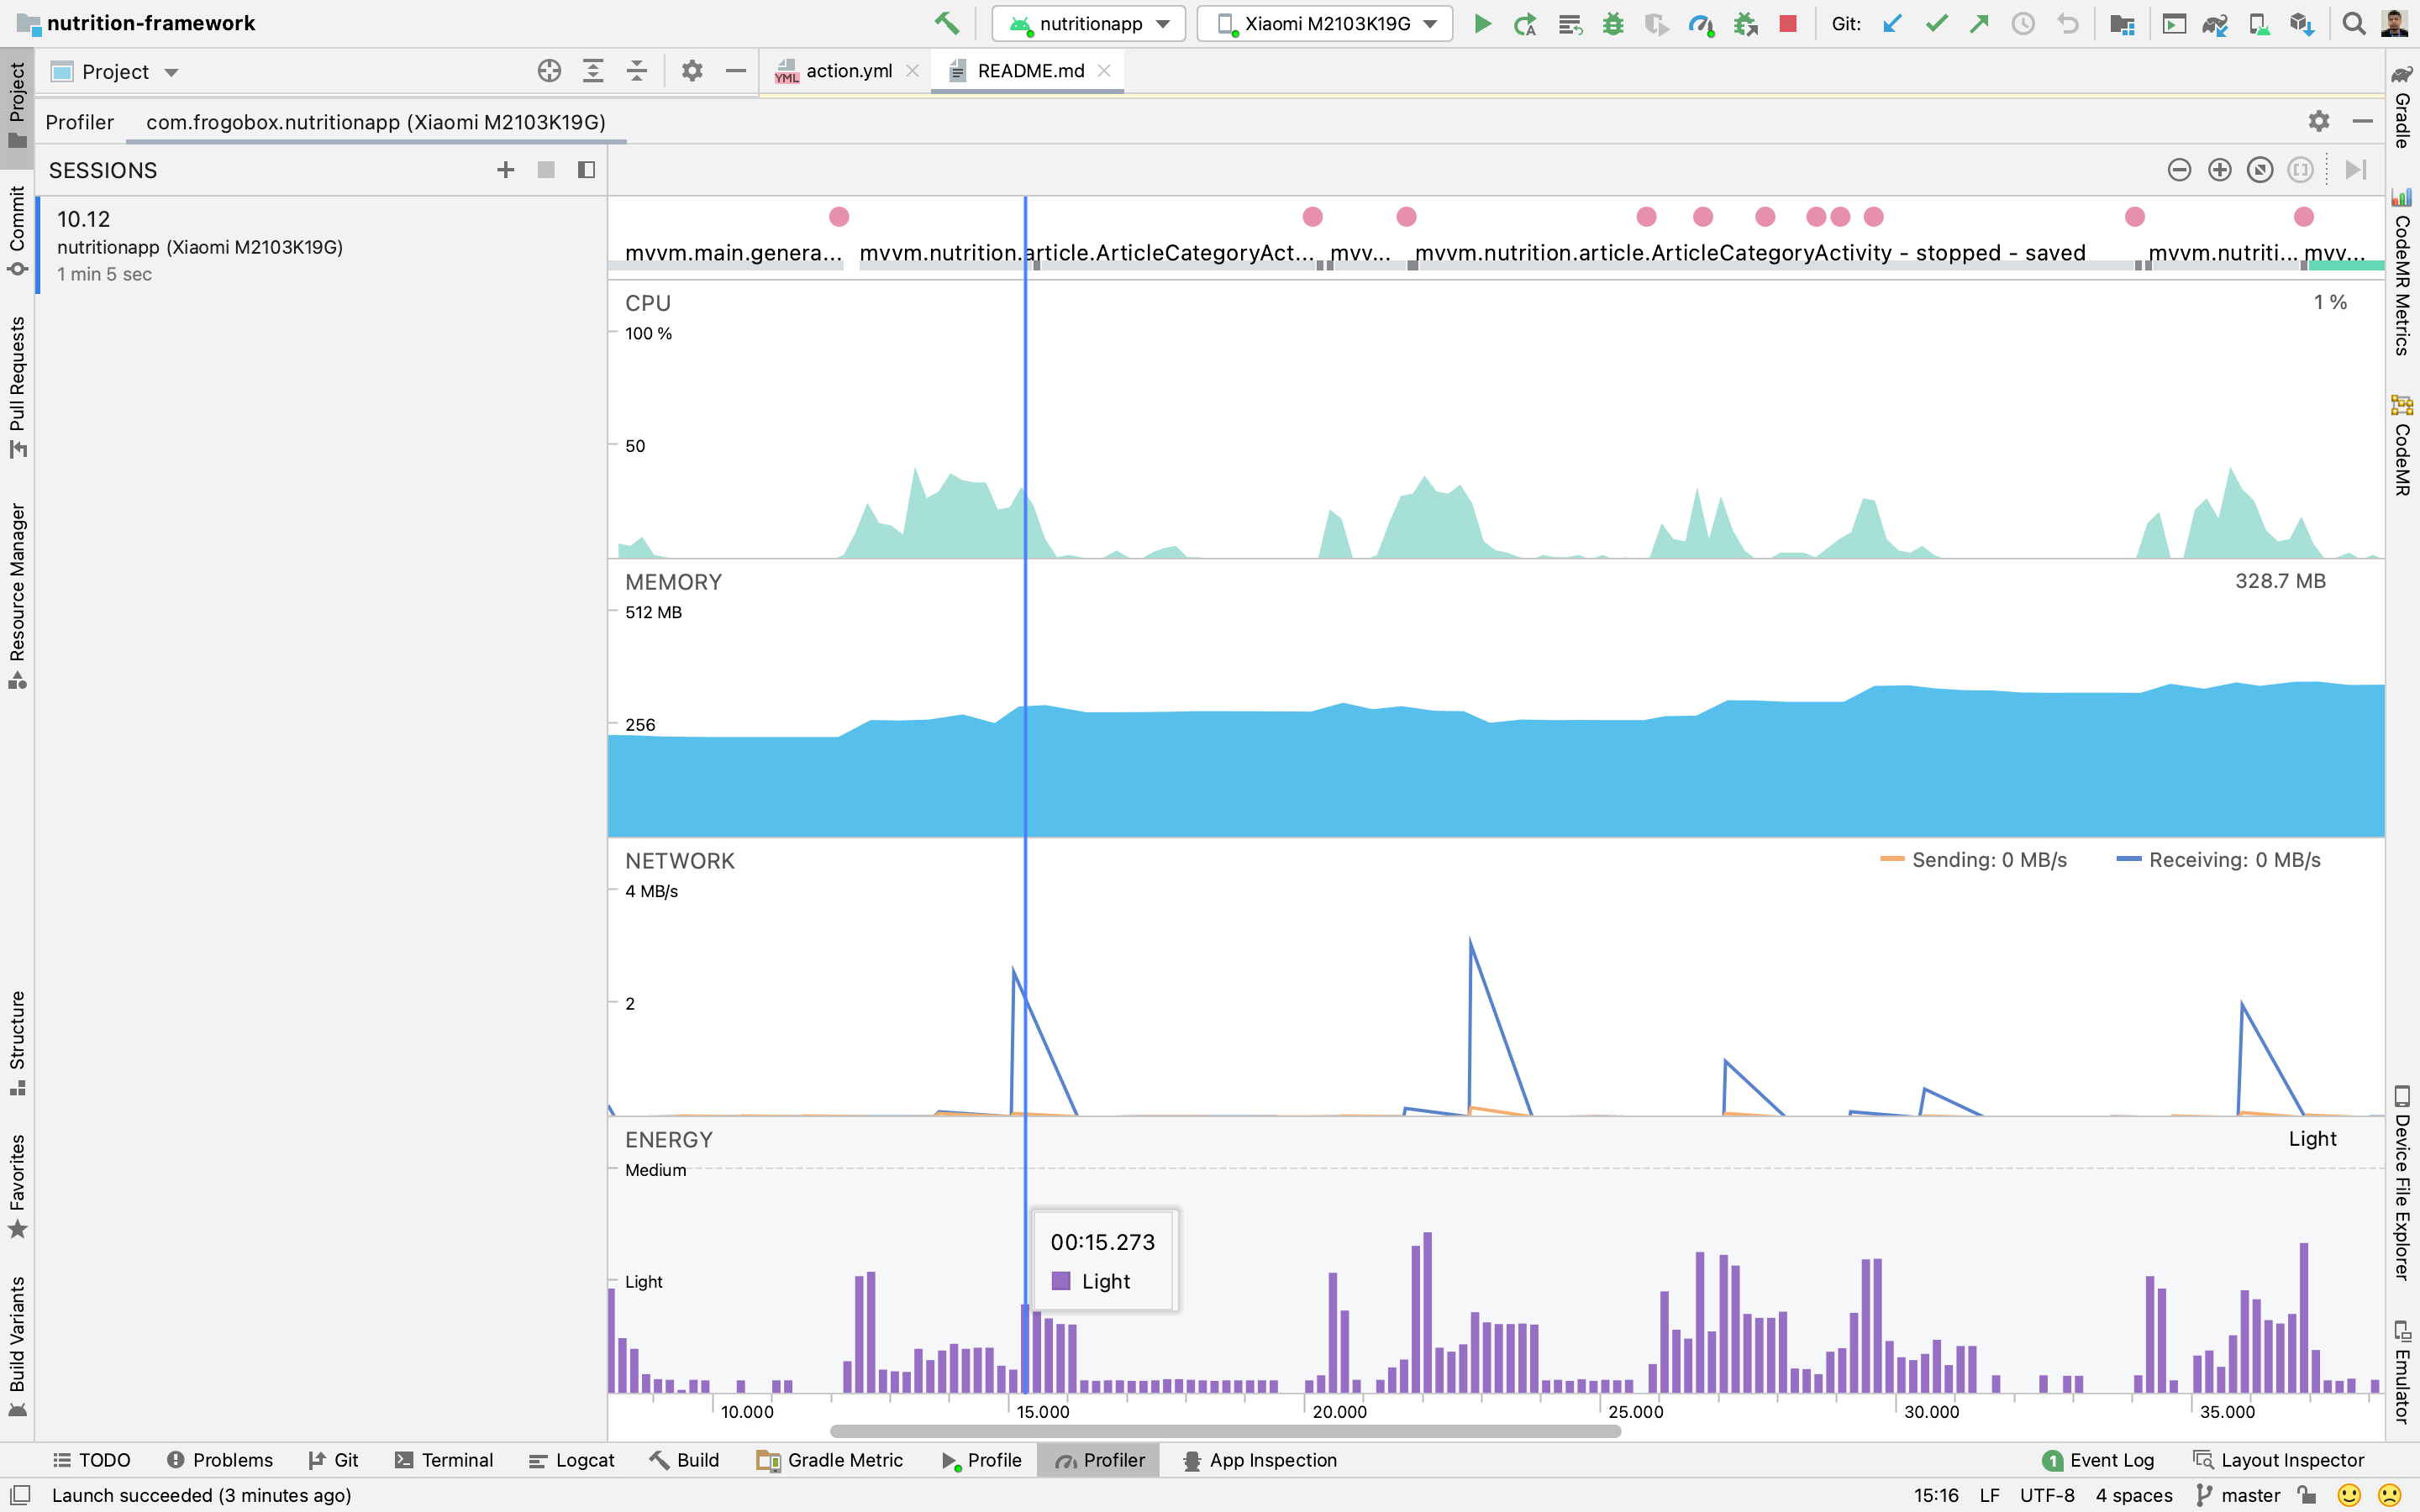 nutrition-framework
nutritionapp
Xiaomi M2103K19G
Git:
Project
action.yml
README.md
Profiler
com.frogobox.nutritionapp (Xiaomi M2103K19G)
SESSIONS
10.12
nutritionapp (Xiaomi M2103K19G)
1 min 5 sec
mvvm.main.genera...
mvvm.nutrition.article.ArticleCategoryAct...
mvv...
mvvm.nutrition.article.ArticleCategoryActivity - stopped - saved
mvvm.nutriti...
mvv...
CPU
1 %
100 %
50
MEMORY
328.7 MB
512 MB
256
NETWORK
Sending: 0 MB/s
Receiving: 0 MB/s
4 MB/s
2
ENERGY
Light
Medium
Light
00:15.273
Light
10.000
15.000
20.000
25.000
30.000
35.000
Project
Commit
Pull Requests
Resource Manager
Structure
Favorites
Build Variants
Gradle
CodeMR Metrics
CodeMR
Device File Explorer
Emulator
YML
TODO
Problems
Git
Terminal
Logcat
Build
Gradle Metric
Profile
Profiler
App Inspection
1 Event Log
Layout Inspector
Launch succeeded (3 minutes ago)
15:16
LF
UTF-8
4 spaces
master